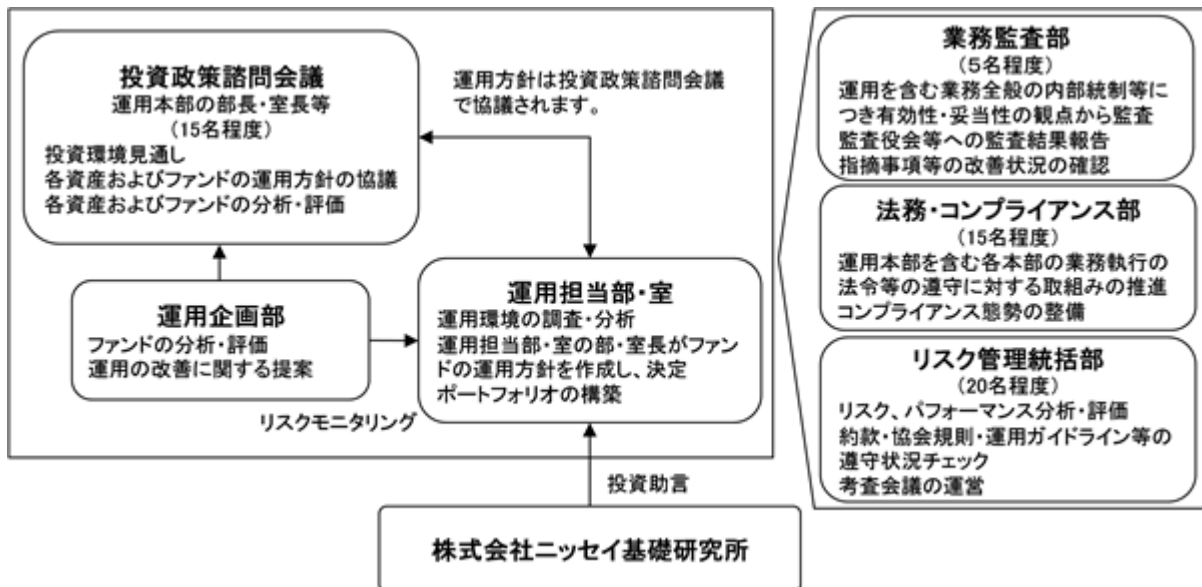 投資政策諮問会議
運用本部の部長・室長等
(15名程度)
投資環境見通し
各資産およびファンドの運用方針の協議
各資産およびファンドの分析・評価
運用方針は投資政策諮問会議
で協議されます。
運用企画部
ファンドの分析・評価
運用の改善に関する提案
リスクモニタリング
運用担当部・室
運用環境の調査・分析
運用担当部・室の部・室長がファン
ドの運用方針を作成し、決定
ポートフォリオの構築
投資助言
株式会社ニッセイ基礎研究所
業務監査部
(5名程度)
運用を含む業務全般の内部統制等に
つき有効性・妥当性の観点から監査
監査役会等への監査結果報告
指摘事項等の改善状況の確認
法務・コンプライアンス部
(15名程度)
運用本部を含む各本部の業務執行の
法令等の遵守に対する取組みの推進
コンプライアンス態勢の整備
リスク管理統括部
(20名程度)
リスク、パフォーマンス分析・評価
約款・協会規則・運用ガイドライン等の
遵守状況チェック
考査会議の運営